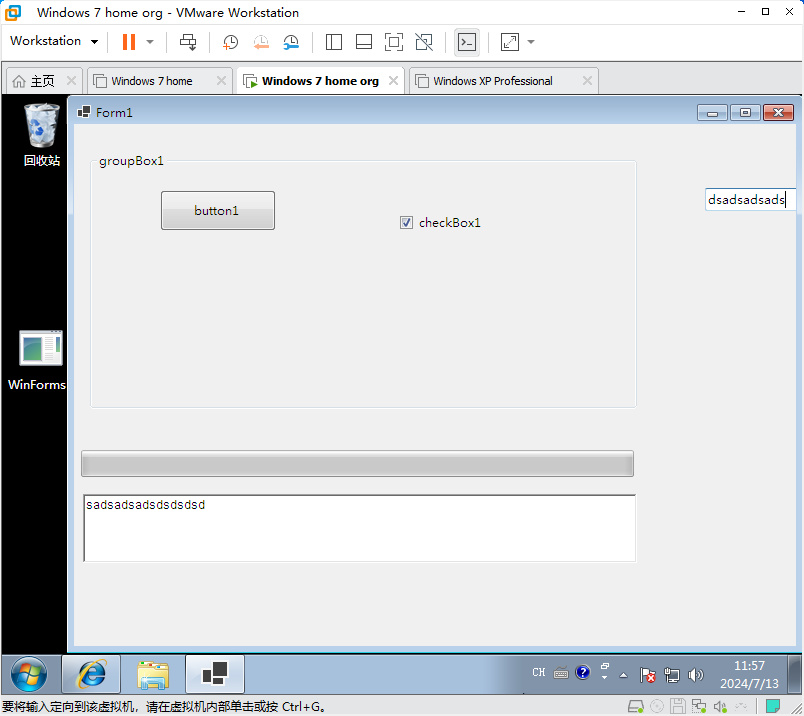 Windows 7 home org - VMware Workstation
Workstation
主页
Windows 7 home
Windows 7 home org
Windows XP Professional
回收站
Form1
groupBox1
button1
checkBox1
dsadsadsads
WinForms
sadsadsadsdsdsdsd
CH
11:57
2024/7/13
要将输入定向到该虚拟机，请在虚拟机内部单击或按 Ctrl+G。